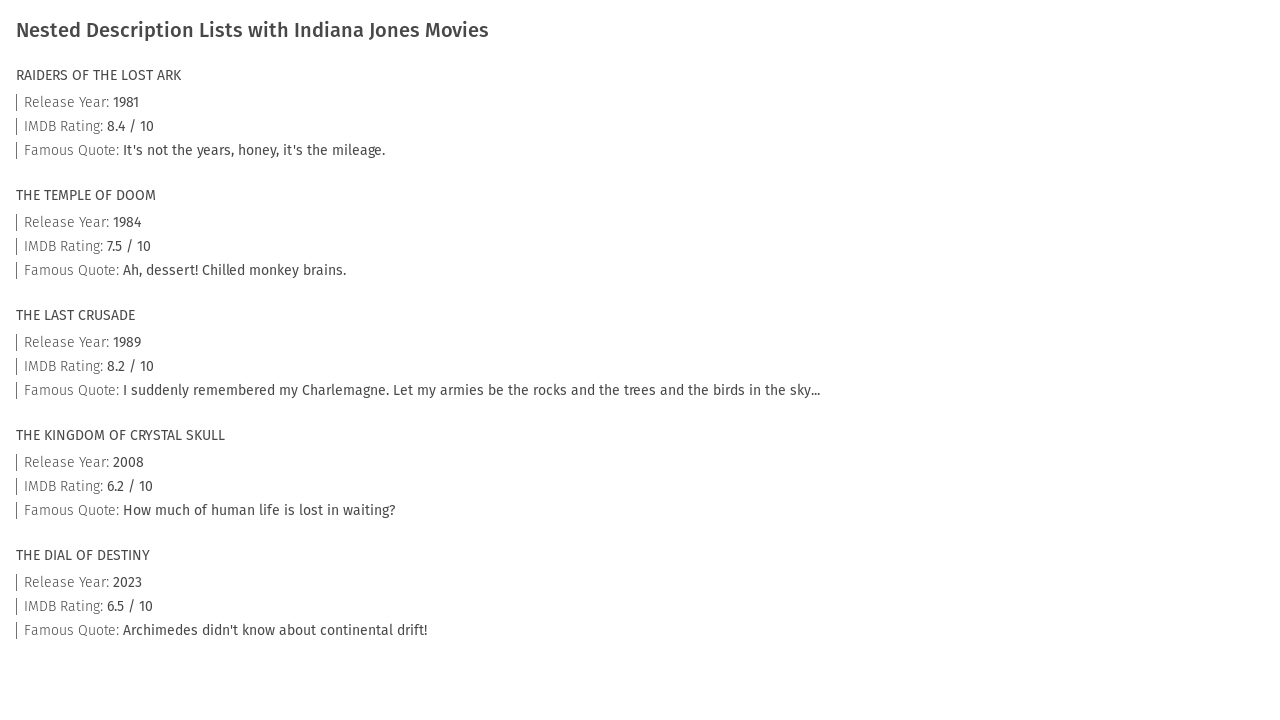 Nested Description Lists with Indiana Jones Movies
RAIDERS OF THE LOST ARK
Release Year: 1981
IMDB Rating: 8.4 / 10
Famous Quote: It's not the years, honey, it's the mileage.
THE TEMPLE OF DOOM
Release Year: 1984
IMDB Rating: 7.5 / 10
Famous Quote: Ah, dessert! Chilled monkey brains.
THE LAST CRUSADE
Release Year: 1989
IMDB Rating: 8.2 / 10
Famous Quote: I suddenly remembered my Charlemagne. Let my armies be the rocks and the trees and the birds in the sky...
THE KINGDOM OF CRYSTAL SKULL
Release Year: 2008
IMDB Rating: 6.2 / 10
Famous Quote: How much of human life is lost in waiting?
THE DIAL OF DESTINY
Release Year: 2023
IMDB Rating: 6.5 / 10
Famous Quote: Archimedes didn't know about continental drift!